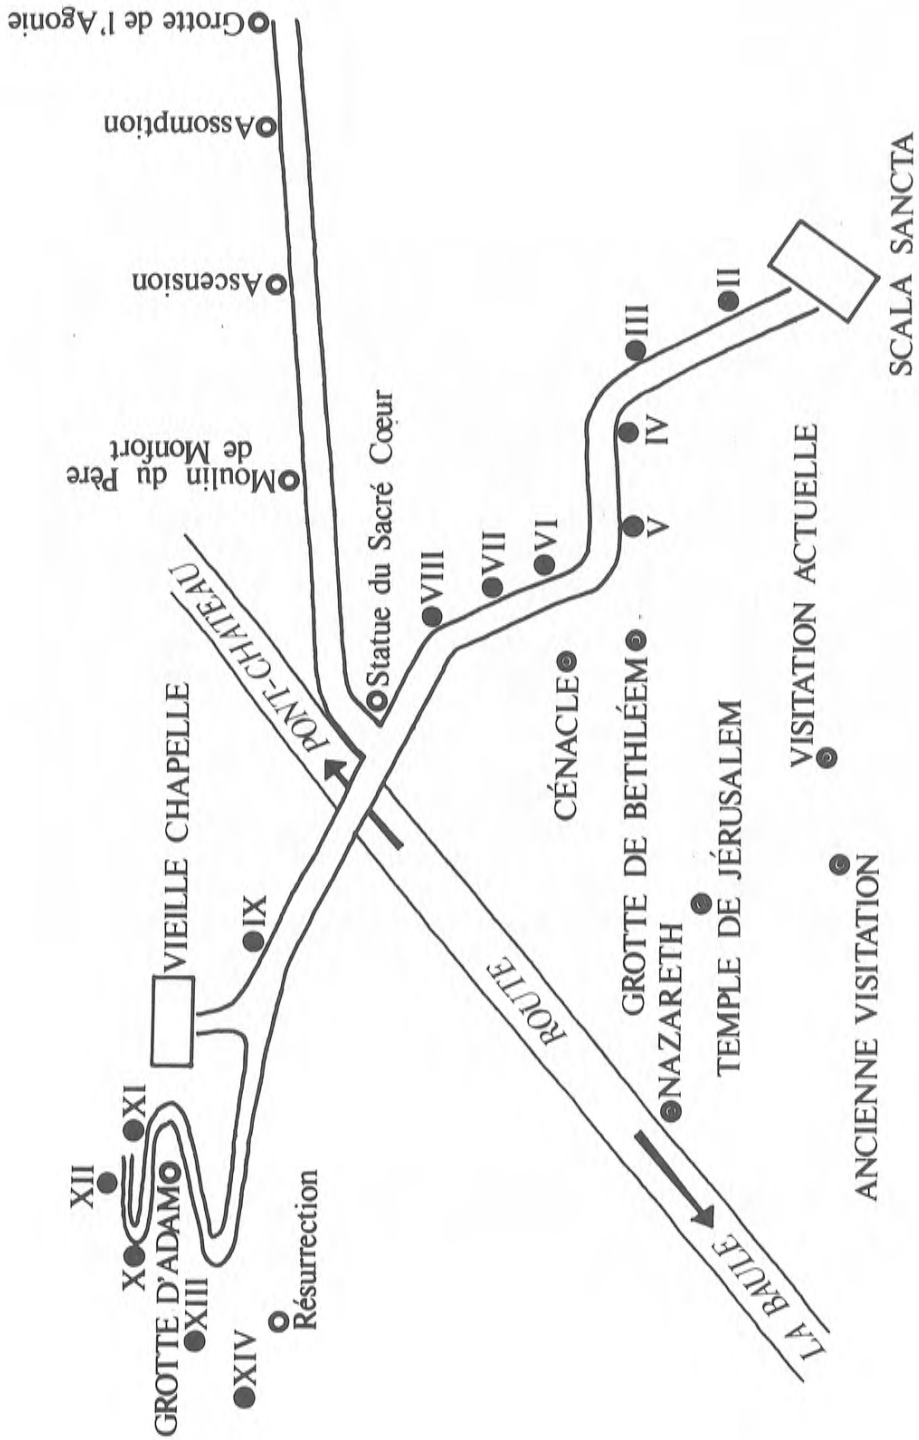 Grotte de l'Agonie
Assomption
Ascension
Moulin du Père
de Monfort
Statue du Sacré Cœur
PONT-CHATEAU
VIEILLE CHAPELLE
ROUTE
LA BAULE
SCALA SANCTA
II
III
IV
V
VI
VII
VIII
IX
X
XI
XII
GROTTE D'ADAM
XIII
XIV
Résurrection
CÉNACLE
GROTTE DE BETHLÉEM
NAZARETH
TEMPLE DE JÉRUSALEM
VISITATION ACTUELLE
ANCIENNE VISITATION